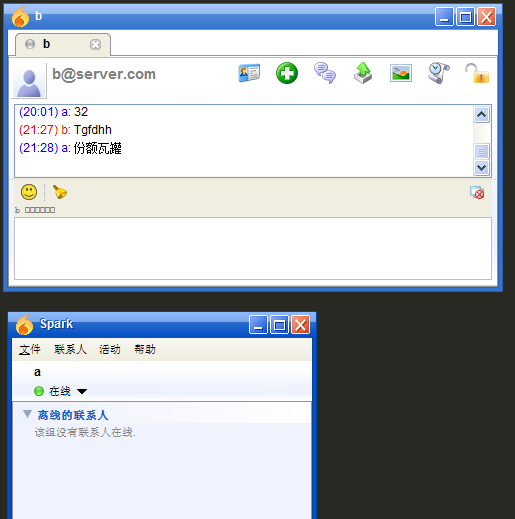 b
b
b@server.com
(20:01) a: 32
(21:27) b: Tgfdhh
(21:28) a: 份额瓦罐
b □□□□□□
Spark
文件 联系人 活动 帮助
a
在线
离线的联系人
该组没有联系人在线.